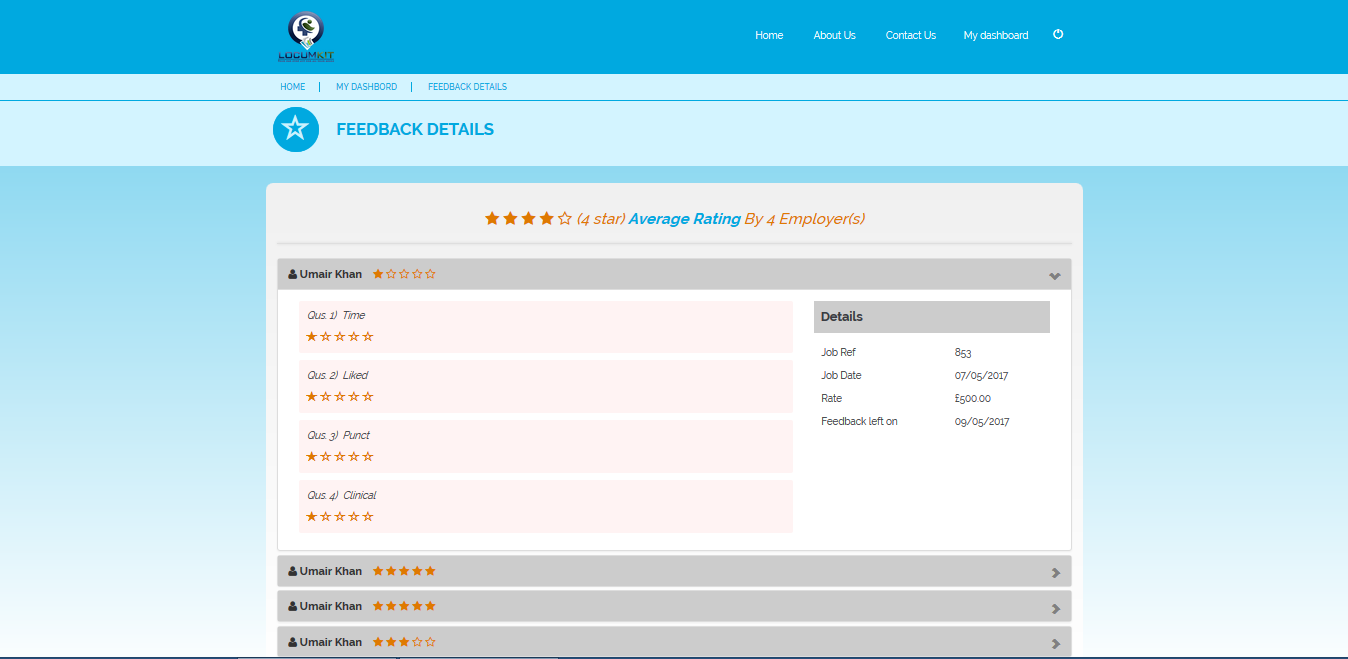 LOCUMKIT
Home About Us Contact Us My dashboard
HOME | MY DASHBORD | FEEDBACK DETAILS
FEEDBACK DETAILS
(4 star) Average Rating By 4 Employer(s)
Umair Khan
Qus. 1) Time
Qus. 2) Liked
Qus. 3) Punct
Qus. 4) Clinical
Details
Job Ref 853
Job Date 07/05/2017
Rate £500.00
Feedback left on 09/05/2017
Umair Khan
Umair Khan
Umair Khan